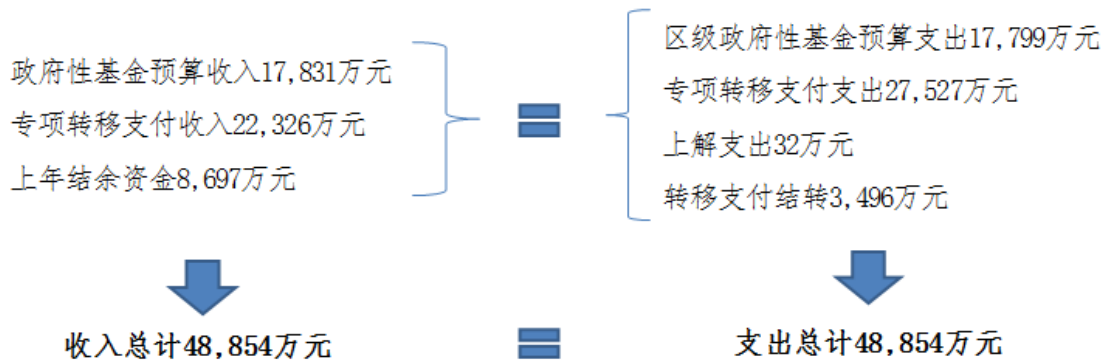 政府性基金预算收入17,831万元
专项转移支付收入22,326万元
上年结余资金8,697万元
区级政府性基金预算支出17,799万元
专项转移支付支出27,527万元
上解支出32万元
转移支付结转3,496万元
收入总计48,854万元
支出总计48,854万元